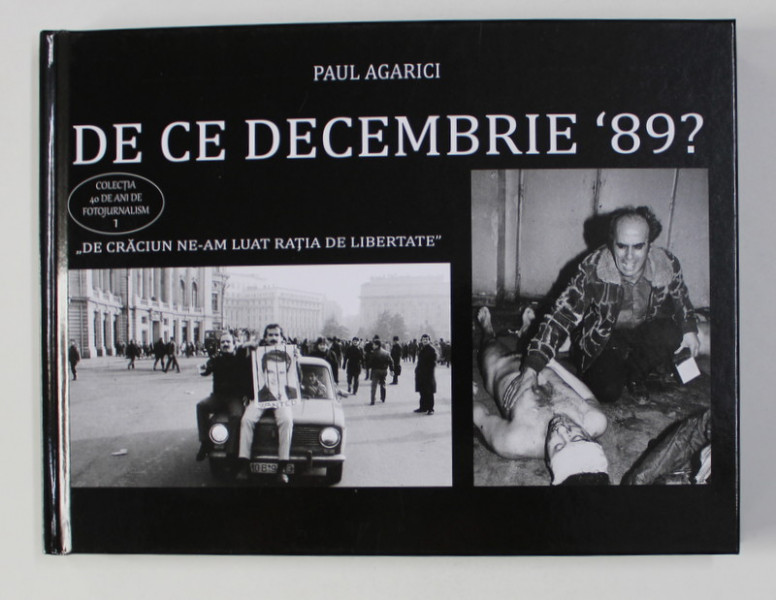 PAUL AGARICI
DE CE DECEMBRIE ‘89?
COLECȚIA
40 DE ANI DE
FOTOJURNALISM
1
„DE CRĂCIUN NE-AM LUAT RAȚIA DE LIBERTATE”
WANTED